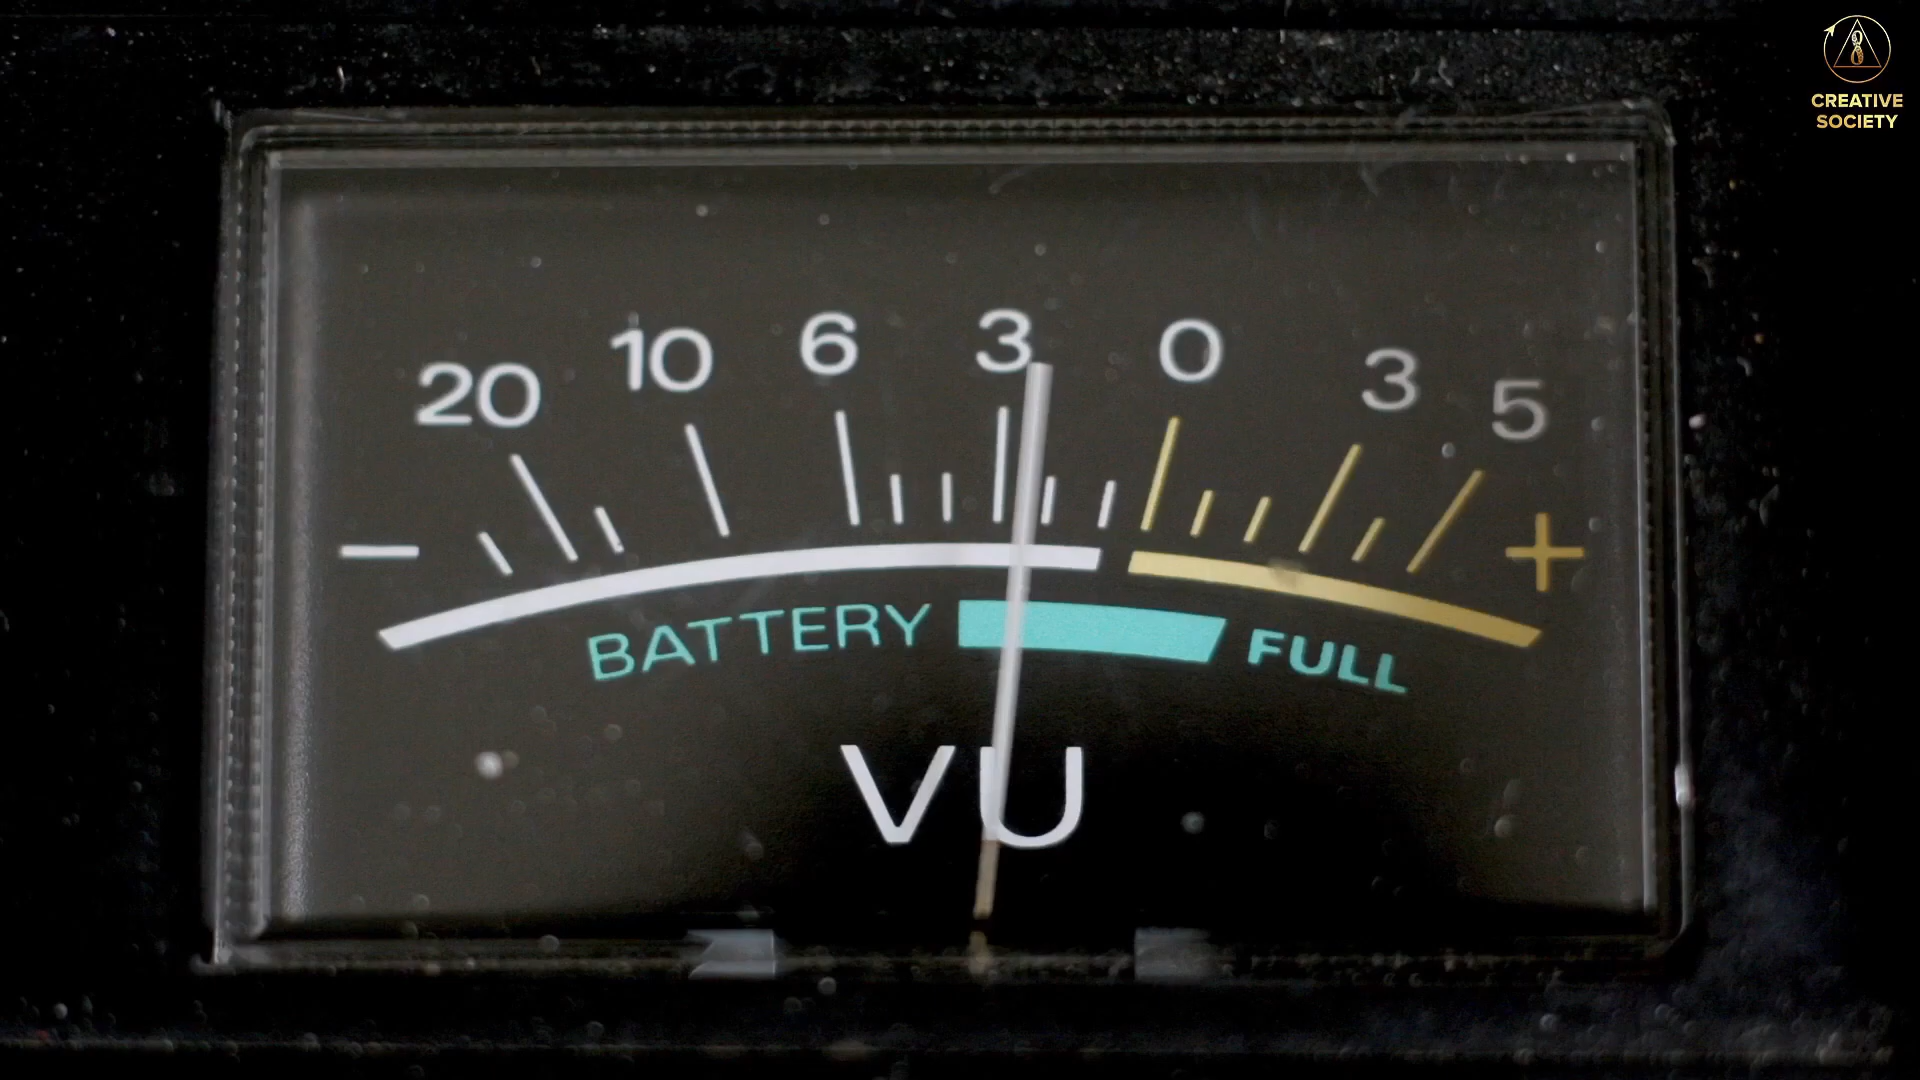 20 10 6 3 0 3 5
− +
BATTERY FULL
VU
CREATIVE
SOCIETY